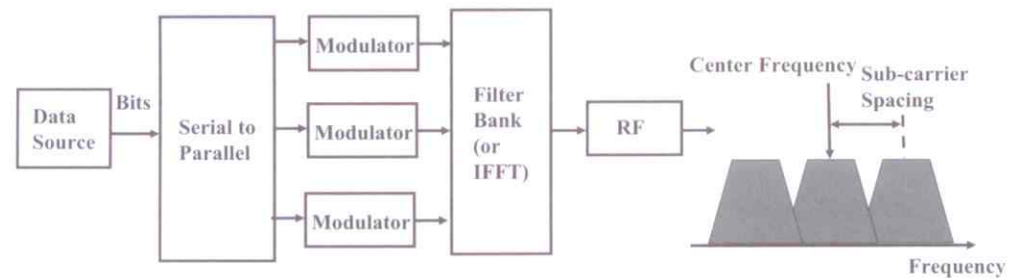 Data
Source
Bits
Serial to
Parallel
Modulator
Modulator
Modulator
Filter
Bank
(or
IFFT)
RF
Center Frequency
Sub-carrier
Spacing
Frequency